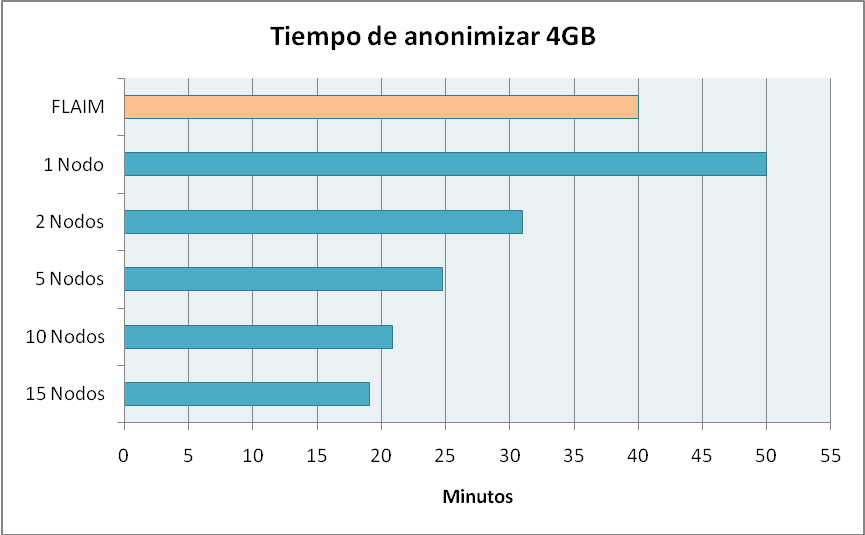 Tiempo de anonimizar 4GB
FLAIM
1 Nodo
2 Nodos
5 Nodos
10 Nodos
15 Nodos
0 5 10 15 20 25 30 35 40 45 50 55
Minutos